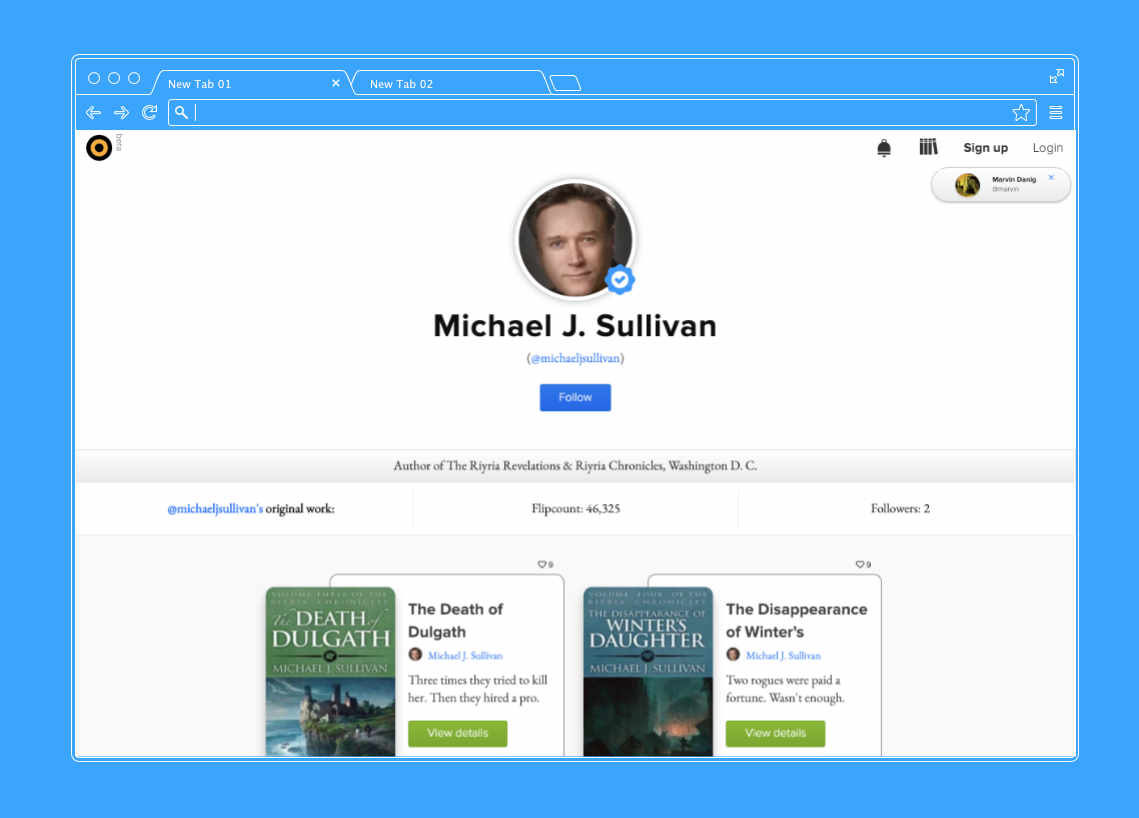 New Tab 01
New Tab 02
beta
Sign up
Login
Marvin Danig
@marvin
Michael J. Sullivan
(@michaeljsullivan)
Follow
Author of The Riyria Revelations & Riyria Chronicles, Washington D. C.
@michaeljsullivan's original work:
Flipcount: 46,325
Followers: 2
9
VOLUME THREE OF THE
RIYRIA CHRONICLES
The DEATH of
DULGATH
MICHAEL J. SULLIVAN
The Death of
Dulgath
Michael J. Sullivan
Three times they tried to kill
her. Then they hired a pro.
View details
9
VOLUME FOUR OF THE
RIYRIA CHRONICLES
THE DISAPPEARANCE OF
WINTER'S
DAUGHTER
MICHAEL J. SULLIVAN
The Disappearance
of Winter's
Michael J. Sullivan
Two rogues were paid a
fortune. Wasn't enough.
View details